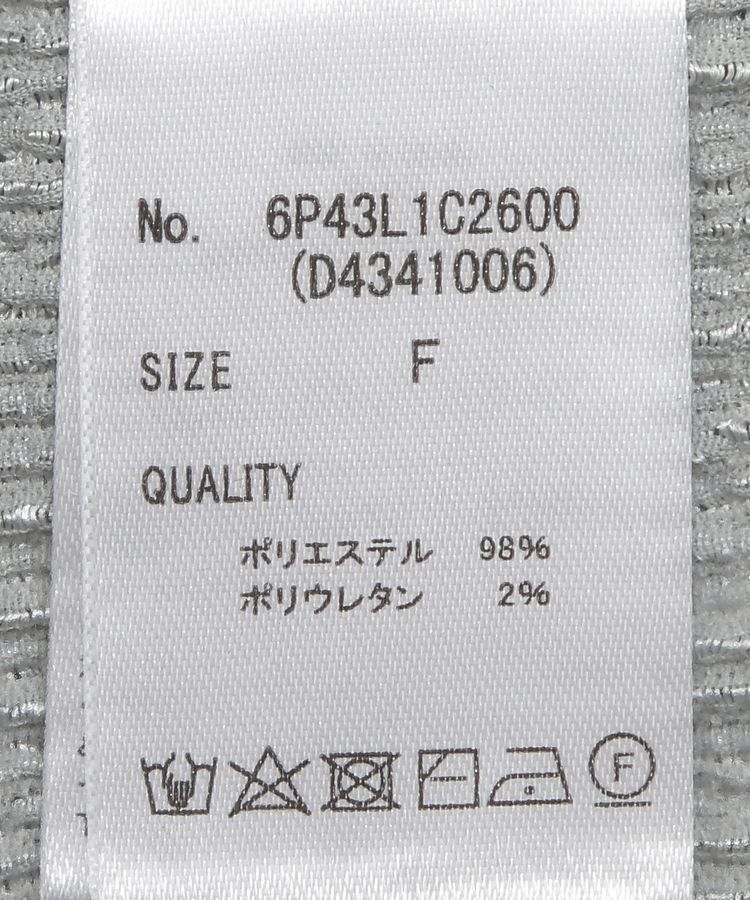 No. 6P43L1C2600
(D4341006)
SIZE F
QUALITY
ポリエステル 98%
ポリウレタン 2%
F